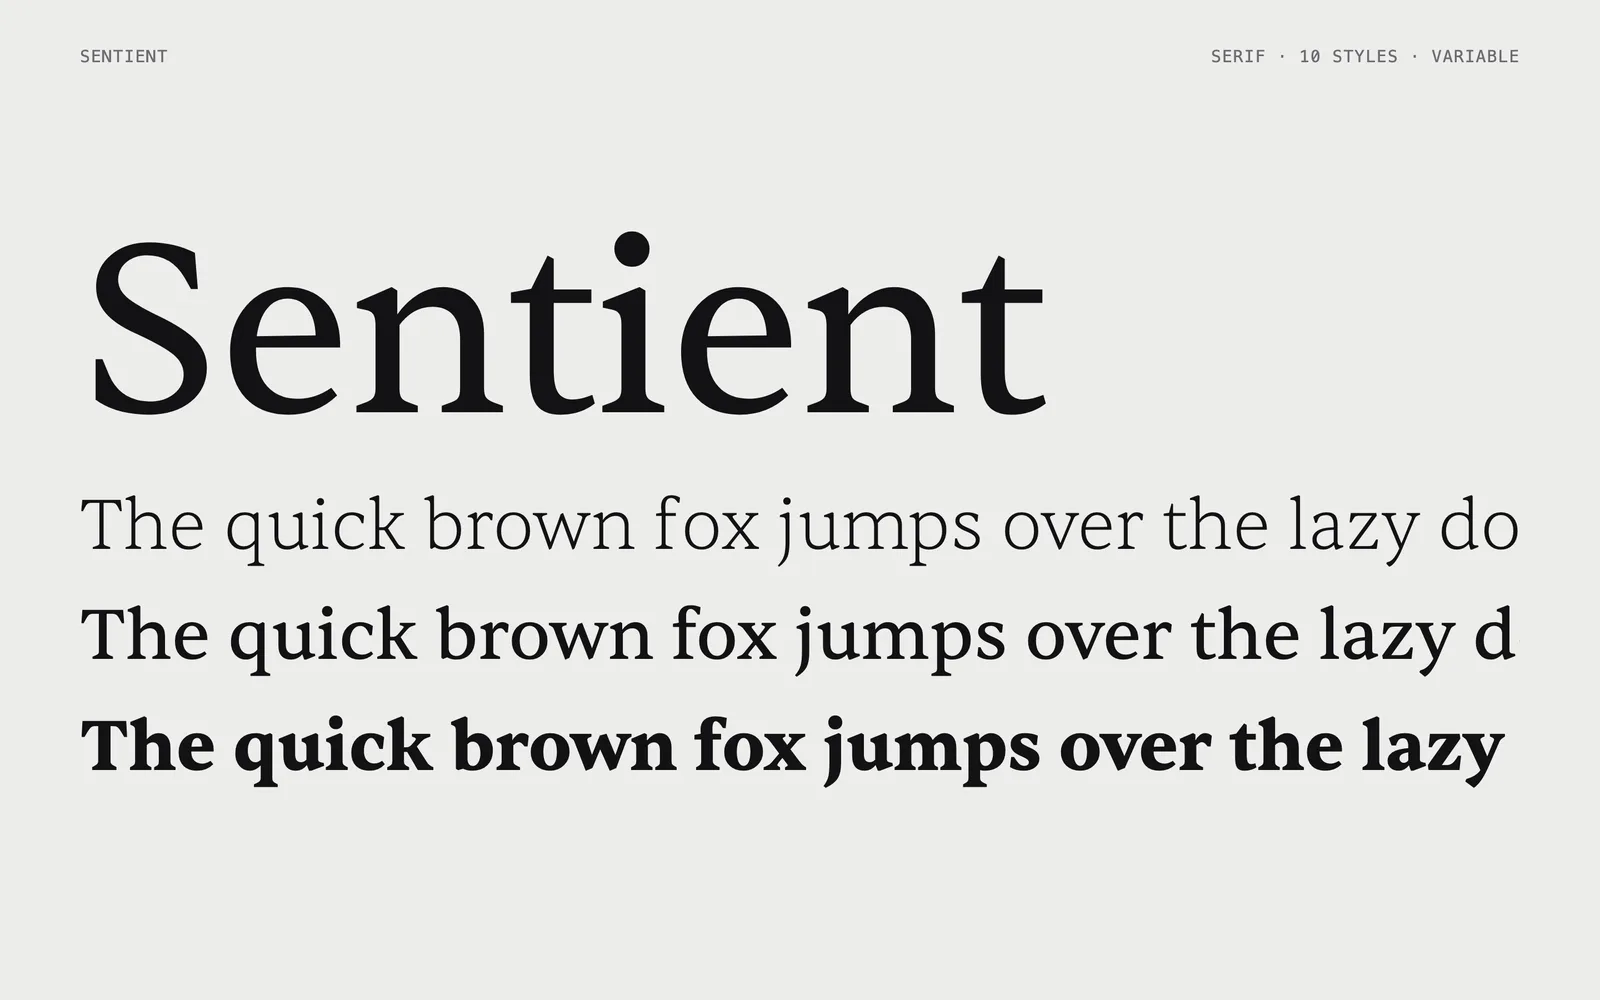 SENTIENT
SERIF · 10 STYLES · VARIABLE
Sentient
The quick brown fox jumps over the lazy do
The quick brown fox jumps over the lazy d
The quick brown fox jumps over the lazy